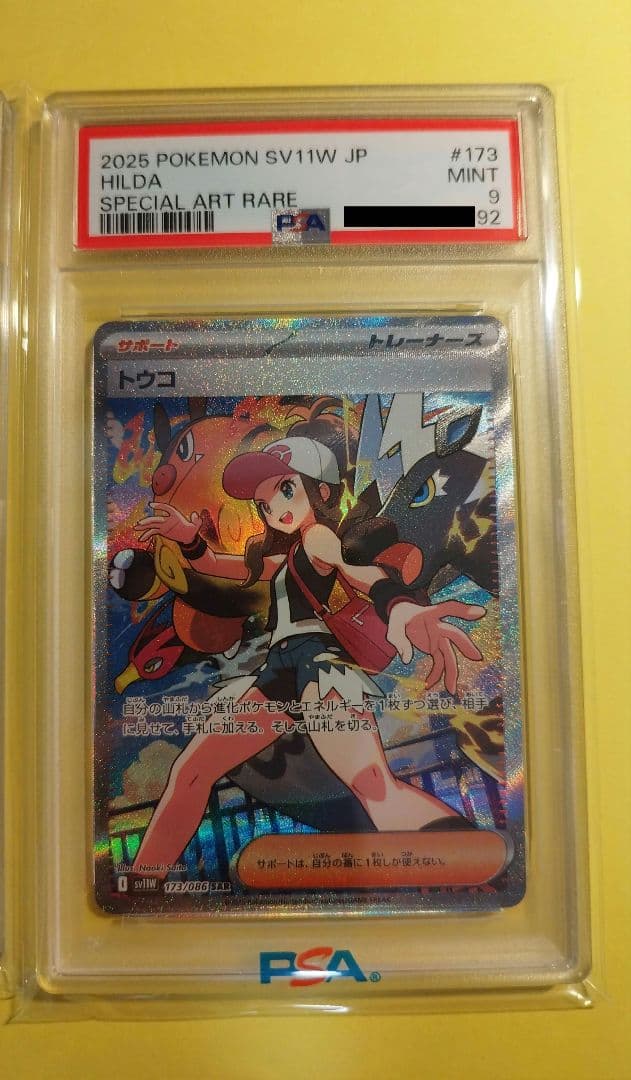 2025 POKEMON SV11W JP #173
HILDA MINT
SPECIAL ART RARE 9
PSA 92
サポート トレーナーズ
トウコ
自分の山札から進化ポケモンとエネルギーを1枚ずつ選び、相手
に見せて、手札に加える。そして山札を切る。
サポートは、自分の番に1枚しか使えない。
Illus. Naoki Saito
sv11W 173/086 SAR
PSA®